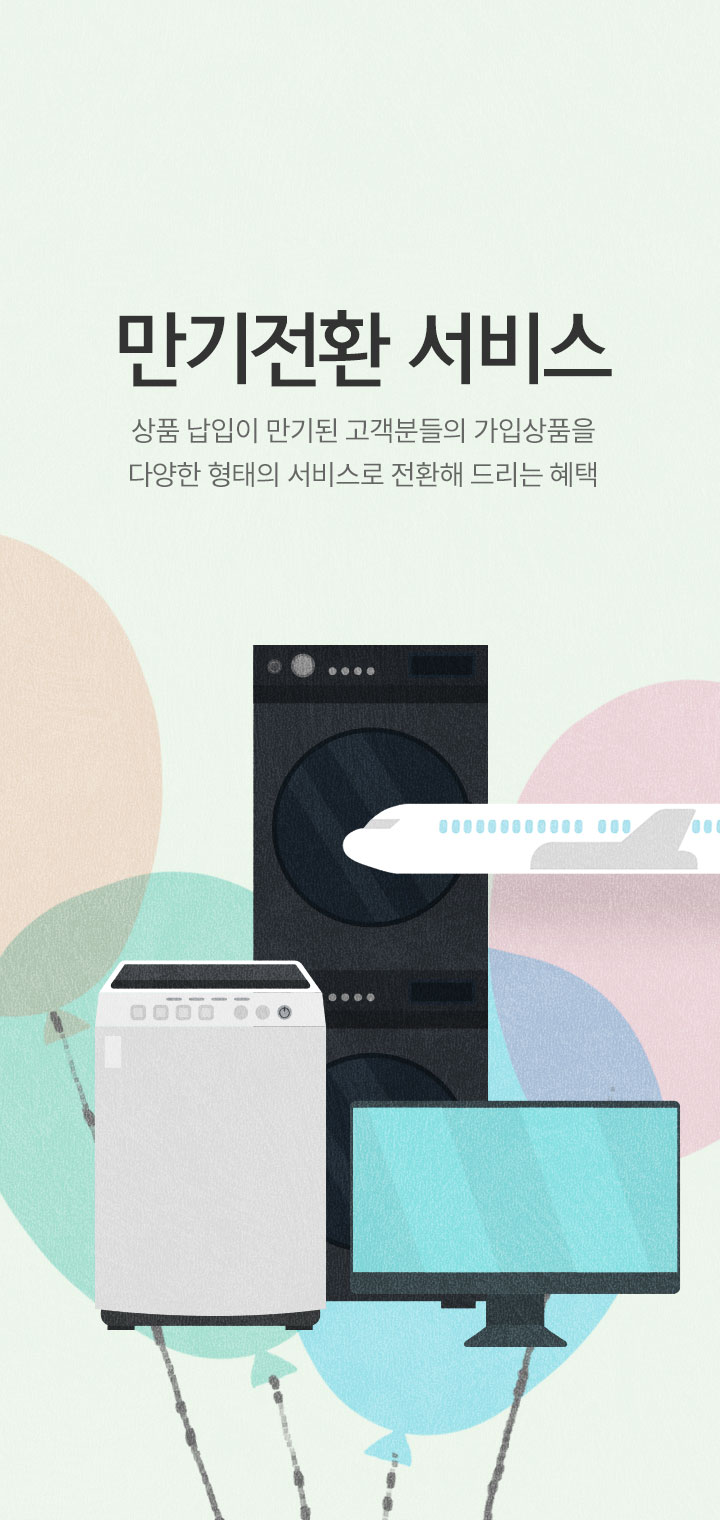 만기전환 서비스
상품 납입이 만기된 고객분들의 가입상품을
다양한 형태의 서비스로 전환해 드리는 혜택